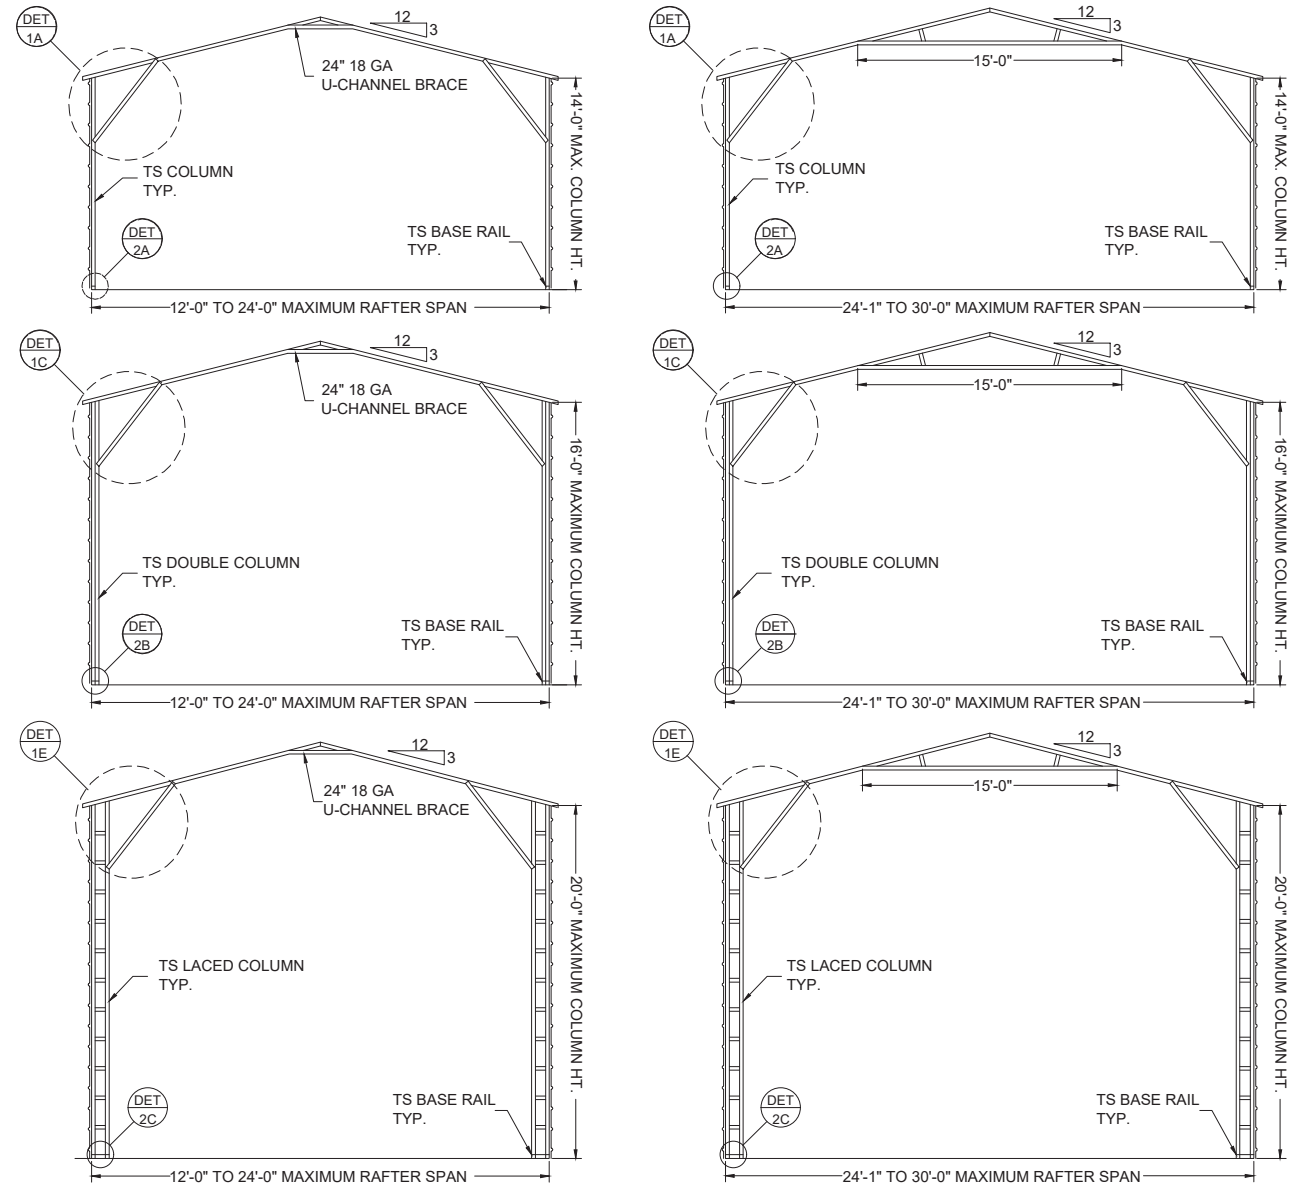 DET
1A
12
3
24" 18 GA
U-CHANNEL BRACE
14'-0" MAX. COLUMN HT.
TS COLUMN
TYP.
DET
2A
TS BASE RAIL
TYP.
12'-0" TO 24'-0" MAXIMUM RAFTER SPAN
DET
1A
12
3
15'-0"
14'-0" MAX. COLUMN HT.
TS COLUMN
TYP.
DET
2A
TS BASE RAIL
TYP.
24'-1" TO 30'-0" MAXIMUM RAFTER SPAN
DET
1C
12
3
24" 18 GA
U-CHANNEL BRACE
16'-0" MAXIMUM COLUMN HT.
TS DOUBLE COLUMN
TYP.
DET
2B
TS BASE RAIL
TYP.
12'-0" TO 24'-0" MAXIMUM RAFTER SPAN
DET
1C
12
3
15'-0"
16'-0" MAXIMUM COLUMN HT.
TS DOUBLE COLUMN
TYP.
DET
2B
TS BASE RAIL
TYP.
24'-1" TO 30'-0" MAXIMUM RAFTER SPAN
DET
1E
12
3
24" 18 GA
U-CHANNEL BRACE
20'-0" MAXIMUM COLUMN HT.
TS LACED COLUMN
TYP.
DET
2C
TS BASE RAIL
TYP.
12'-0" TO 24'-0" MAXIMUM RAFTER SPAN
DET
1E
12
3
15'-0"
20'-0" MAXIMUM COLUMN HT.
TS LACED COLUMN
TYP.
DET
2C
TS BASE RAIL
TYP.
24'-1" TO 30'-0" MAXIMUM RAFTER SPAN